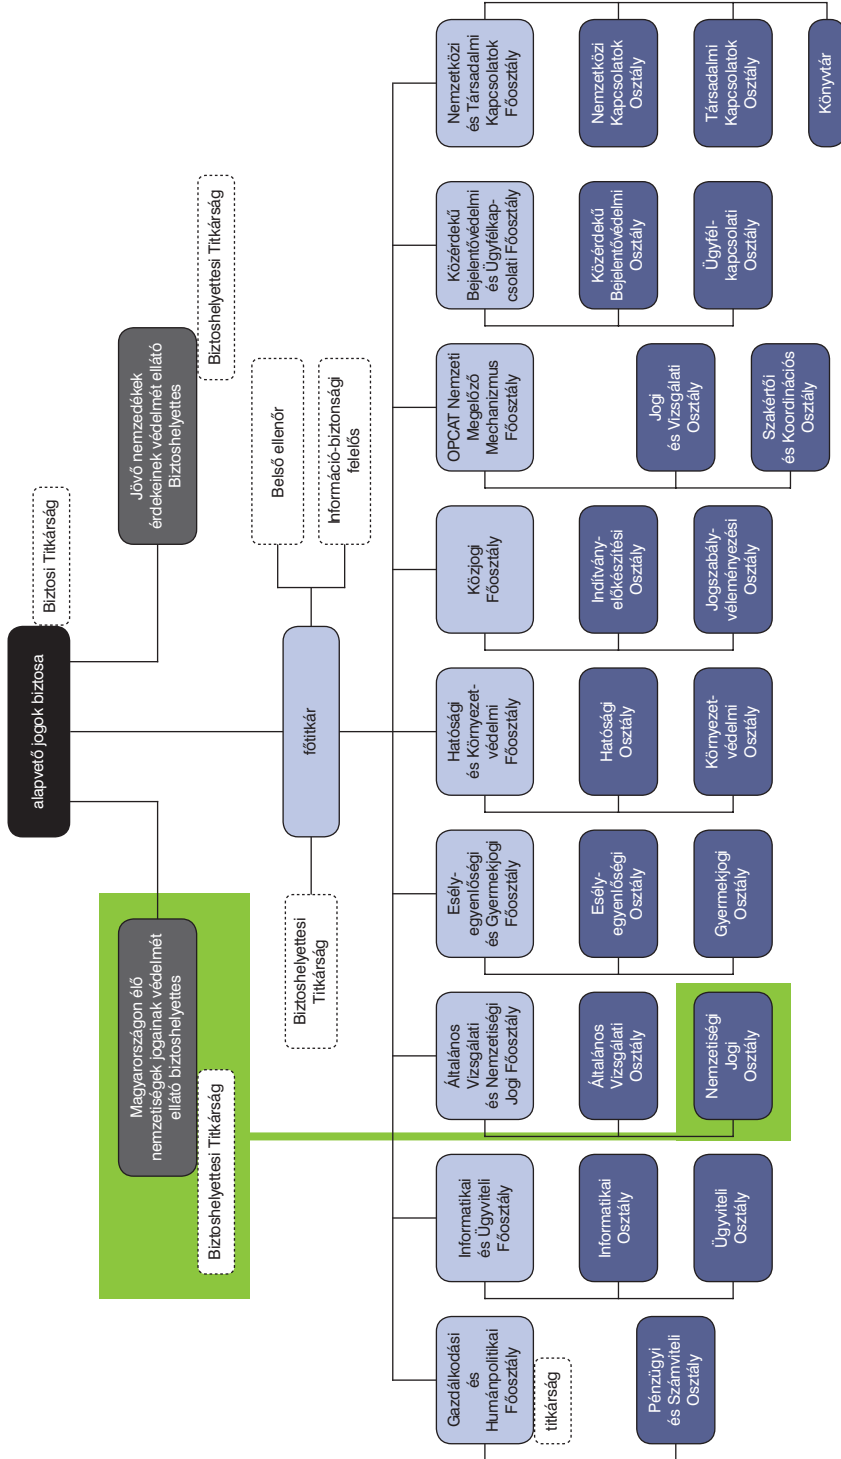 alapvető jogok biztosa
Biztosi Titkárság
Magyarországon élő
nemzetiségek jogainak védelmét
ellátó biztoshelyettes
Biztoshelyettesi Titkárság
Jövő nemzedékek
érdekeinek védelmét ellátó
Biztoshelyettes
Biztoshelyettesi Titkárság
főtitkár
Biztoshelyettesi
Titkárság
Belső ellenőr
Információ-biztonsági
felelős
Gazdálkodási
és
Humánpolitikai
Főosztály
titkárság
Pénzügyi
és Számviteli
Osztály
Informatikai
és Ügyviteli
Főosztály
Informatikai
Osztály
Ügyviteli
Osztály
Általános
Vizsgálati
és Nemzetiségi
Jogi Főosztály
Általános
Vizsgálati
Osztály
Nemzetiségi
Jogi
Osztály
Esély-
egyenlőségi
és Gyermekjogi
Főosztály
Esély-
egyenlőségi
Osztály
Gyermekjogi
Osztály
Hatósági
és Környezet-
védelmi
Főosztály
Hatósági
Osztály
Környezet-
védelmi
Osztály
Közjogi
Főosztály
Indítvány-
előkészítési
Osztály
Jogszabály-
véleményezési
Osztály
OPCAT Nemzeti
Megelőző
Mechanizmus
Főosztály
Jogi
és Vizsgálati
Osztály
Szakértői
és Koordinációs
Osztály
Közérdekű
Bejelentővédelmi
és Ügyfélkap-
csolati Főosztály
Közérdekű
Bejelentővédelmi
Osztály
Ügyfél-
kapcsolati
Osztály
Nemzetközi
és Társadalmi
Kapcsolatok
Főosztály
Nemzetközi
Kapcsolatok
Osztály
Társadalmi
Kapcsolatok
Osztály
Könyvtár